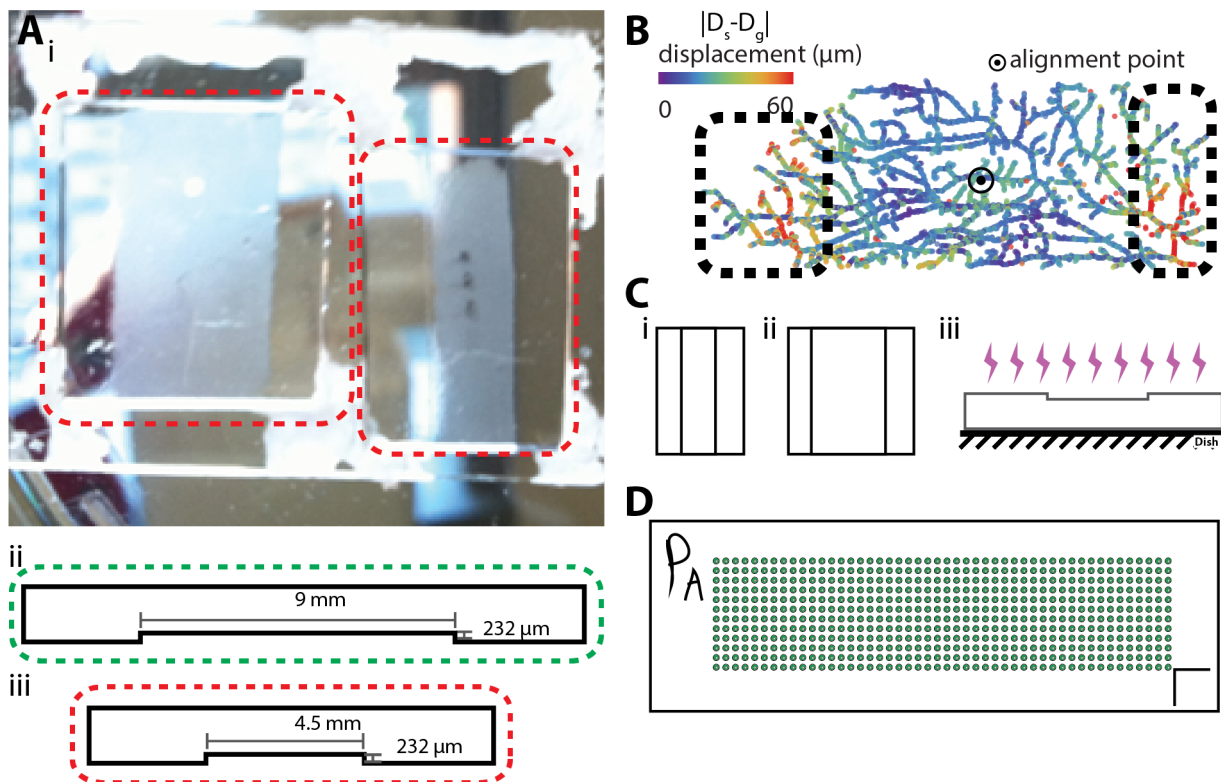 A
i
ii
9 mm
232 µm
iii
4.5 mm
232 µm
B
|Dₛ-D_g|
displacement (µm)
0
60
alignment point
C
i
ii
iii
Dish
D
PA